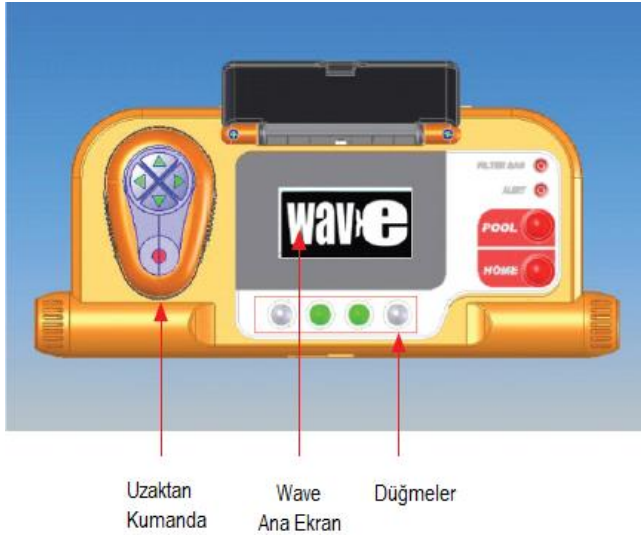 FILTER BAG
ALERT
wave
POOL
HOME
Uzaktan
Kumanda
Wave
Ana Ekran
Düğmeler